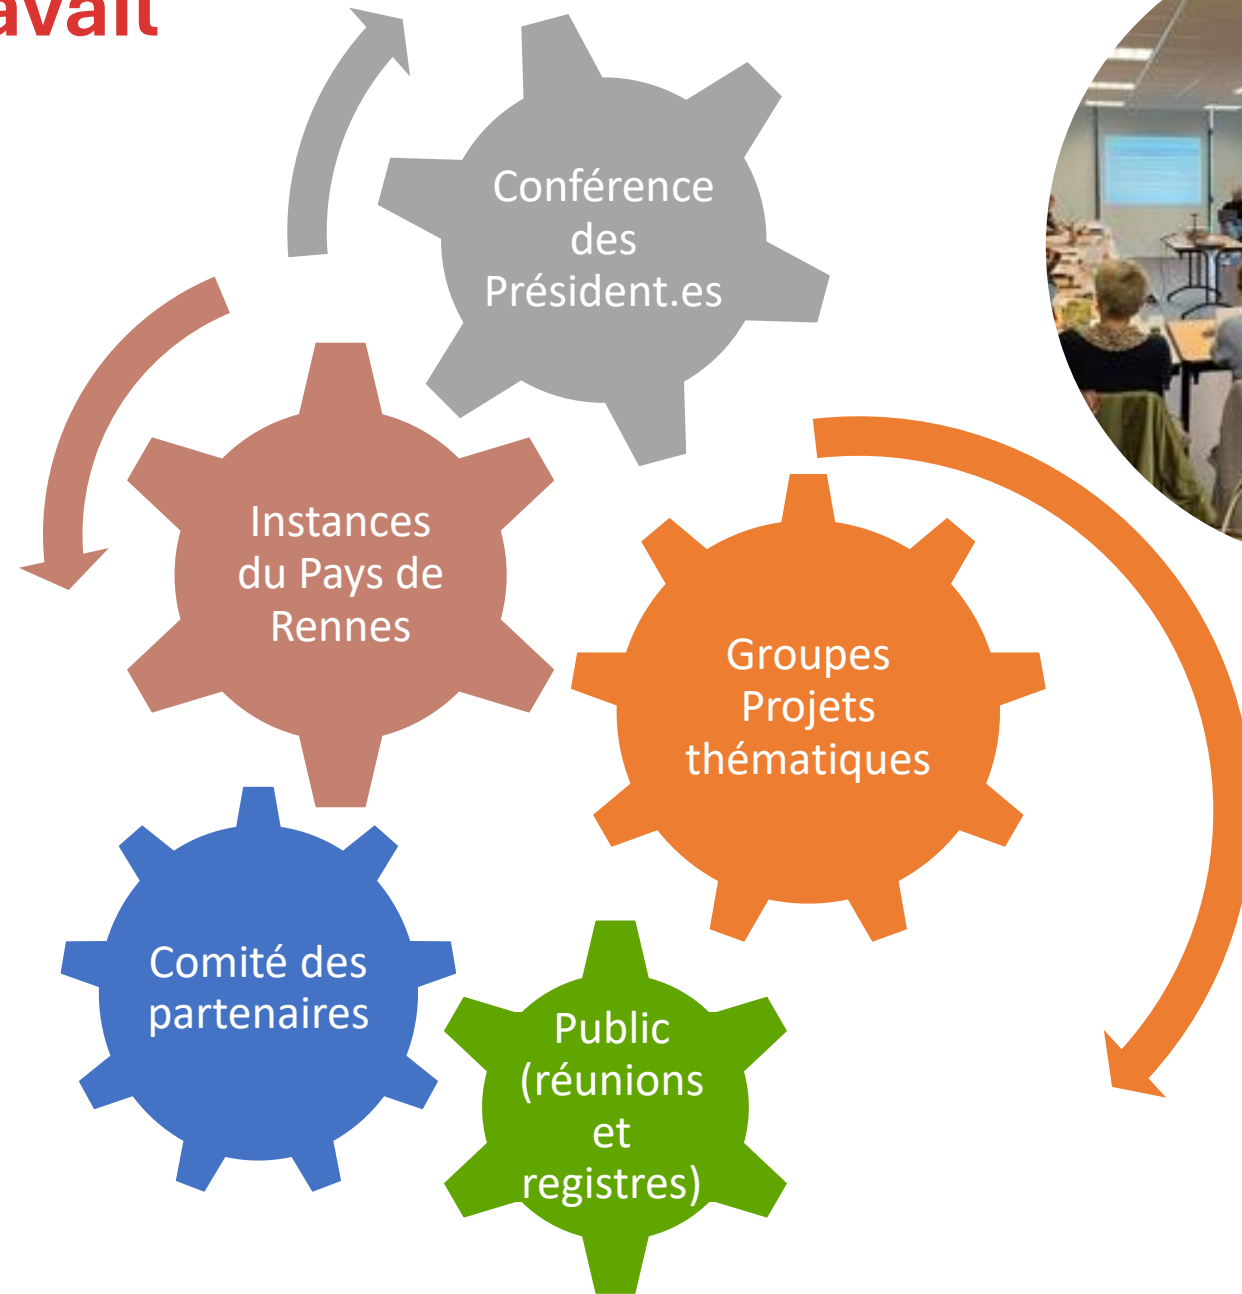 Conférence
des
Président.es
Instances
du Pays de
Rennes
Groupes
Projets
thématiques
Comité des
partenaires
Public
(réunions
et
registres)